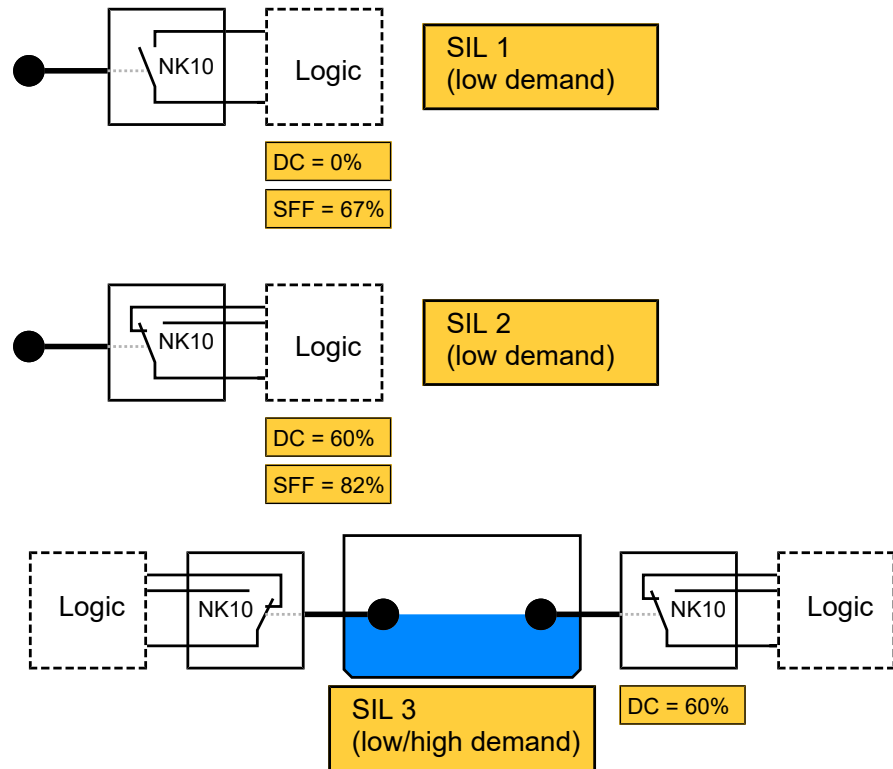 NK10
Logic
SIL 1
(low demand)
DC = 0%
SFF = 67%
NK10
Logic
SIL 2
(low demand)
DC = 60%
SFF = 82%
Logic
NK10
NK10
Logic
SIL 3
(low/high demand)
DC = 60%